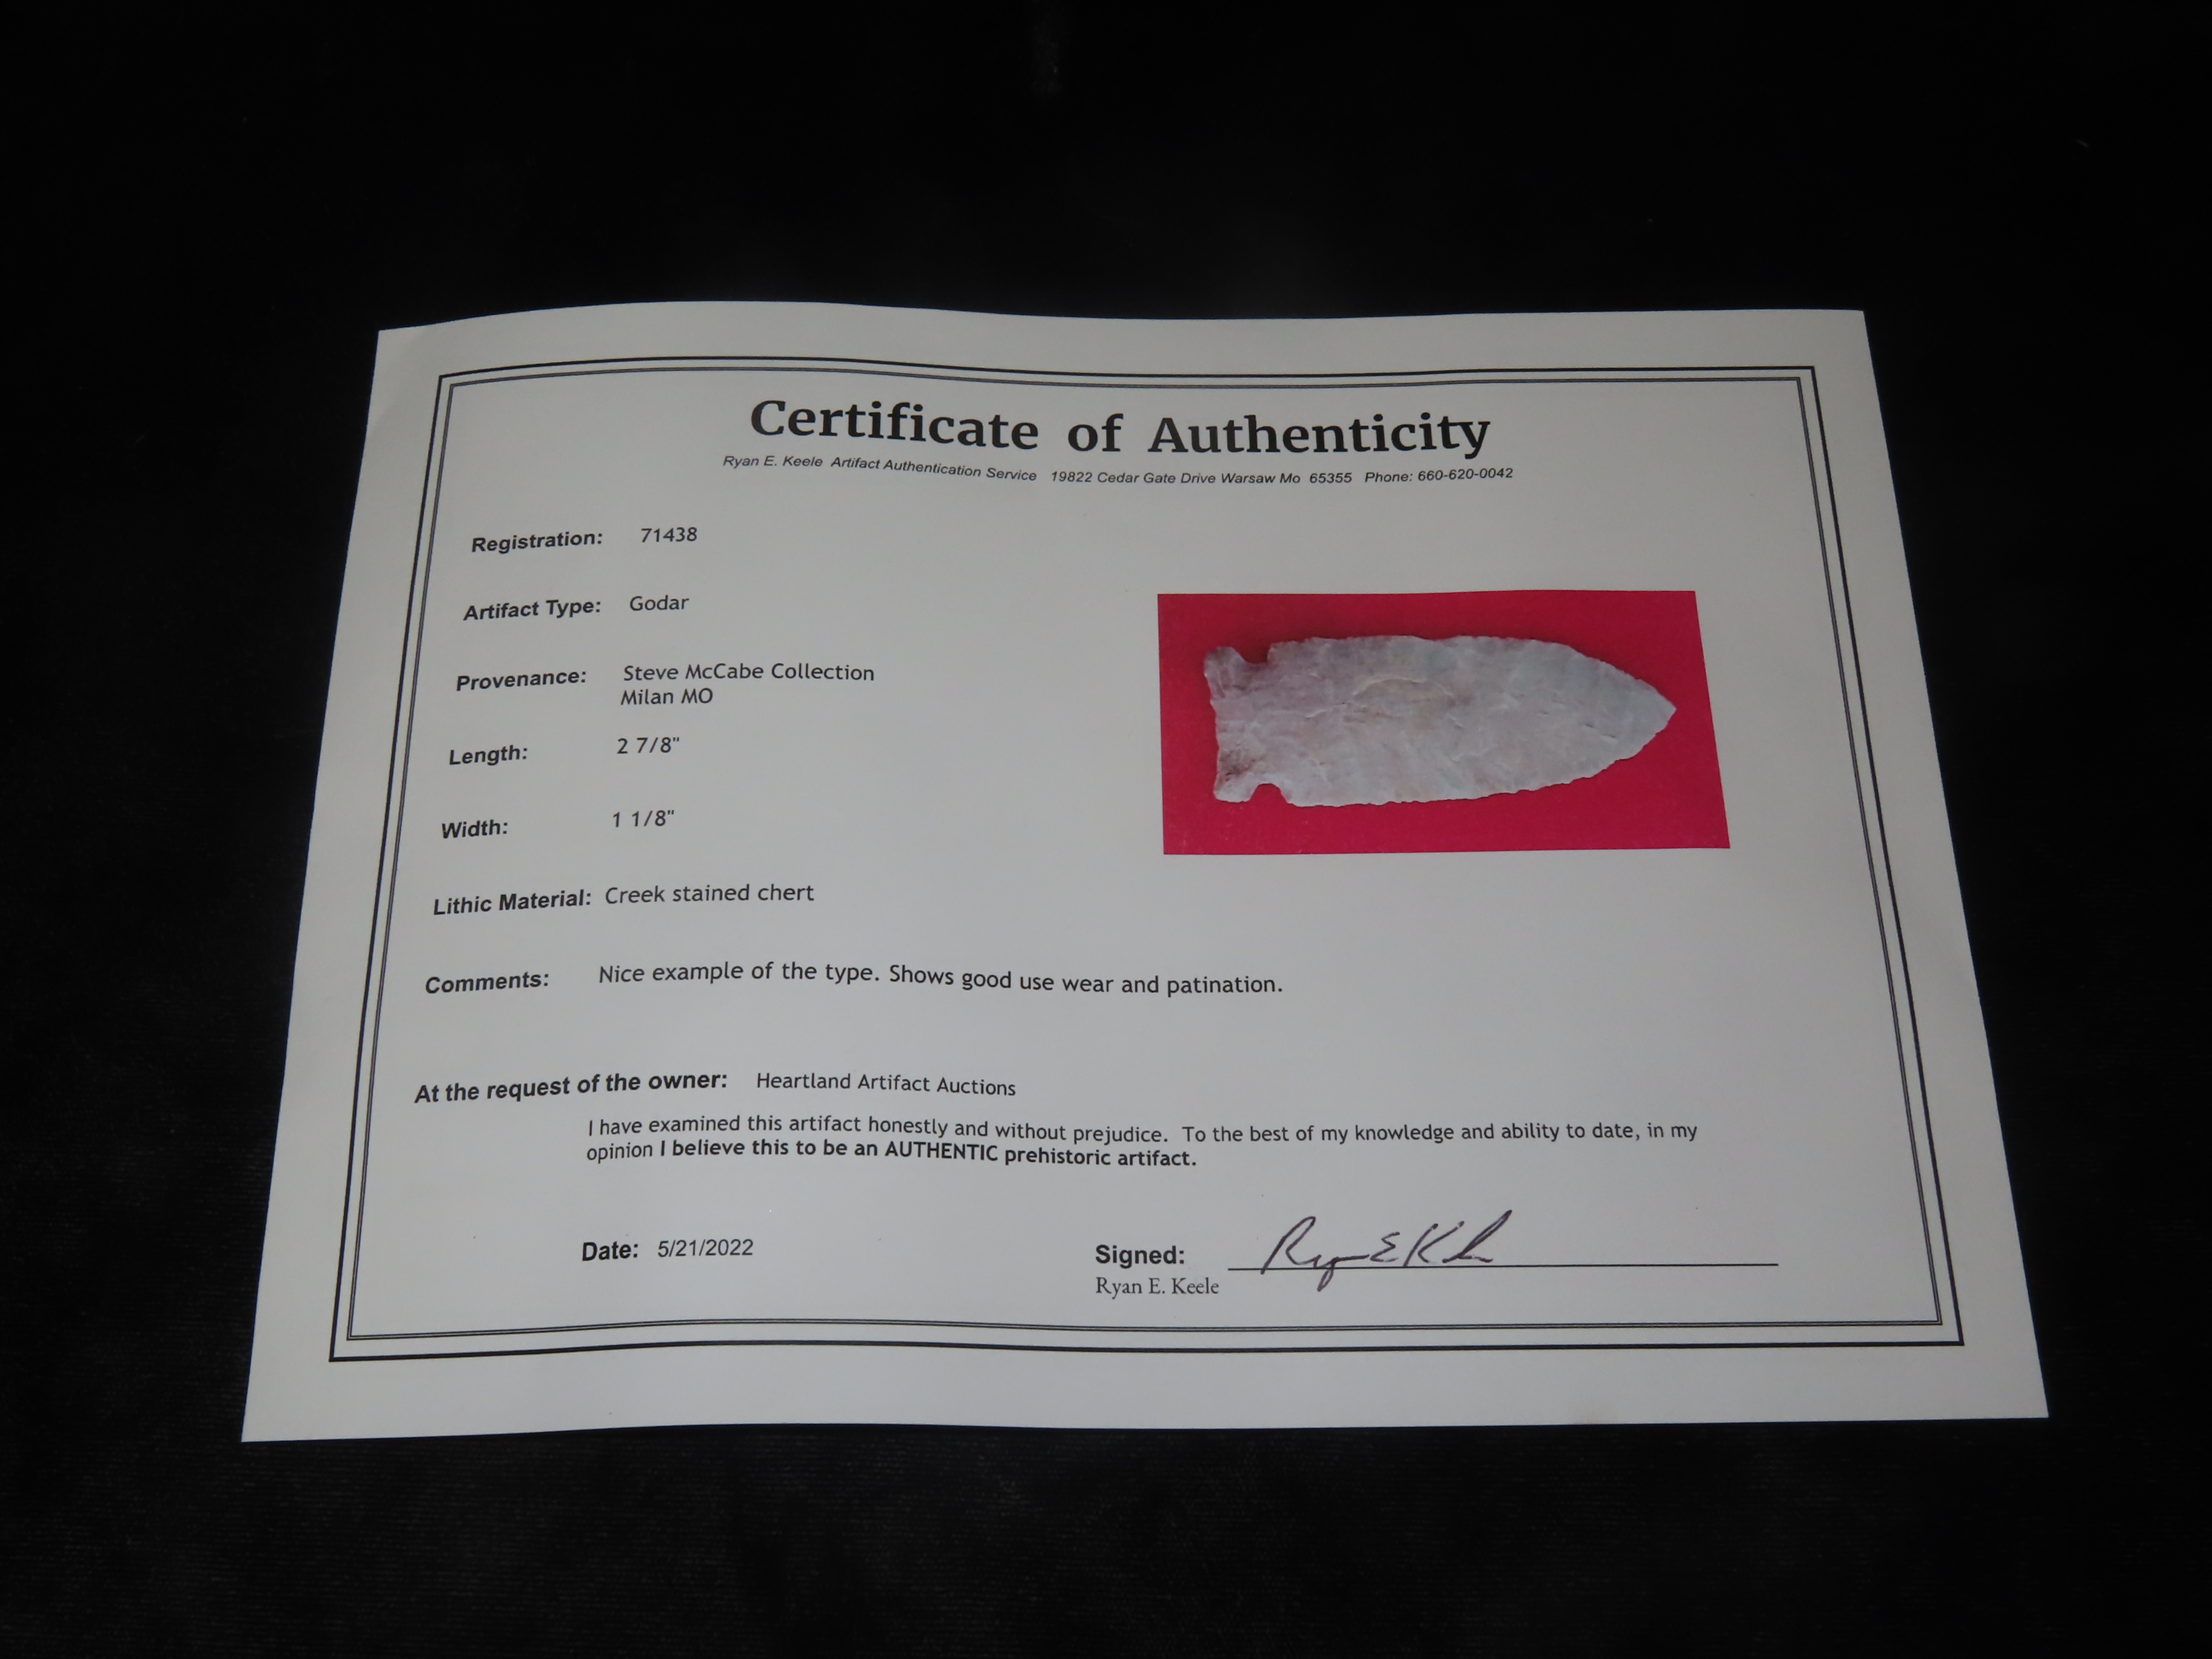 Certificate of Authenticity
Ryan E. Keele Artifact Authentication Service 19822 Cedar Gate Drive Warsaw Mo 65355 Phone: 660-620-0042
Registration: 71438
Artifact Type: Godar
Provenance: Steve McCabe Collection
Milan MO
Length: 2 7/8"
Width: 1 1/8"
Lithic Material: Creek stained chert
Comments: Nice example of the type. Shows good use wear and patination.
At the request of the owner: Heartland Artifact Auctions
I have examined this artifact honestly and without prejudice. To the best of my knowledge and ability to date, in my
opinion I believe this to be an AUTHENTIC prehistoric artifact.
Date: 5/21/2022
Signed: Ryan E Keele
Ryan E. Keele